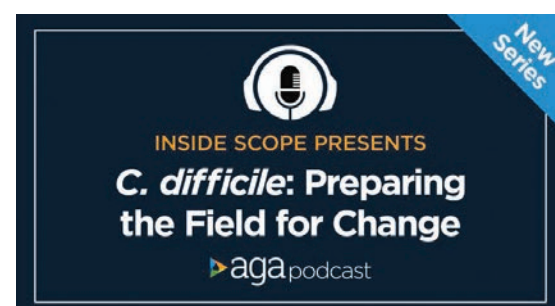 New
Series
INSIDE SCOPE PRESENTS
C. difficile: Preparing
the Field for Change
aga podcast